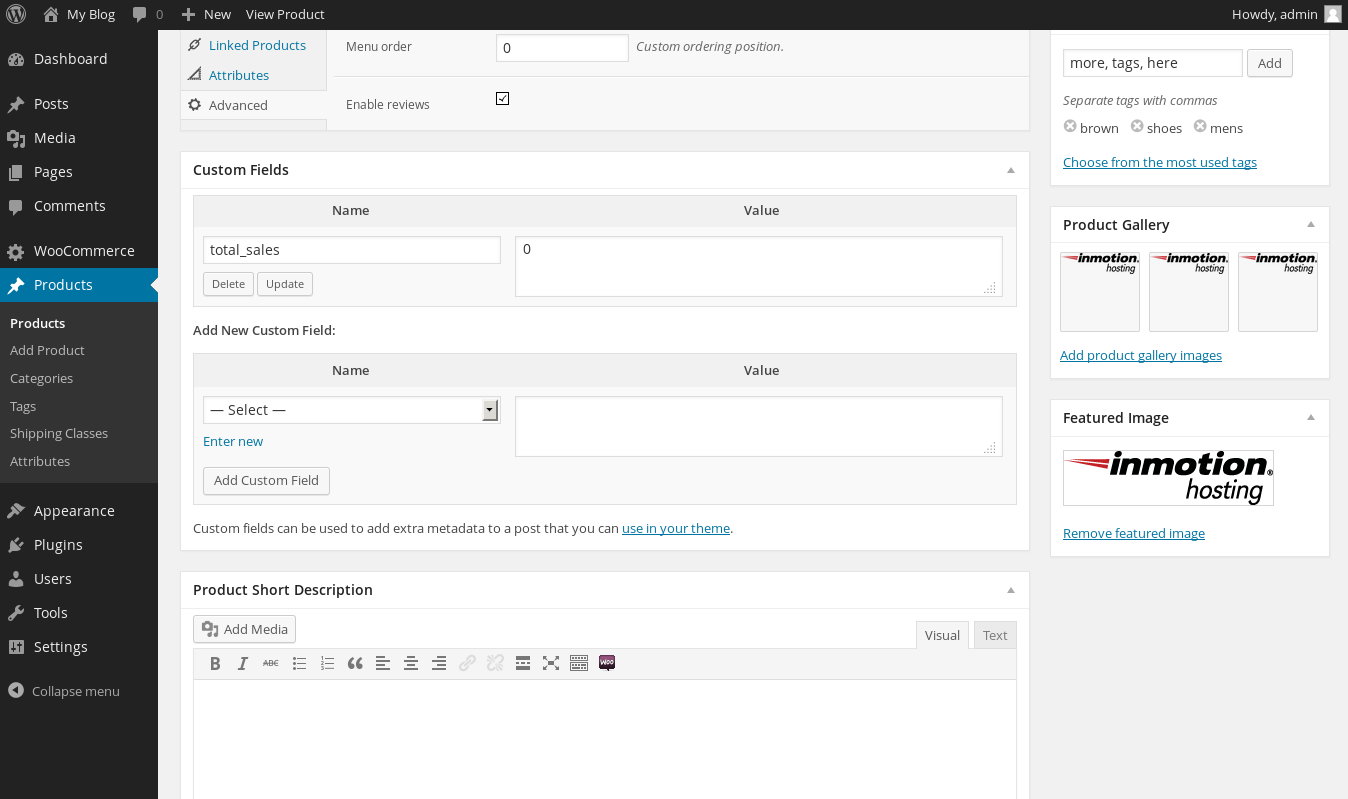 My Blog
0
New
View Product
Howdy, admin
Dashboard
Posts
Media
Pages
Comments
WooCommerce
Products
Products
Add Product
Categories
Tags
Shipping Classes
Attributes
Appearance
Plugins
Users
Tools
Settings
Collapse menu
Linked Products
Attributes
Advanced
Menu order
0
Custom ordering position.
Enable reviews
Custom Fields
Name
Value
total_sales
0
Delete
Update
Add New Custom Field:
Name
Value
— Select —
Enter new
Add Custom Field
Custom fields can be used to add extra metadata to a post that you can use in your theme.
Product Short Description
Add Media
Visual
Text
B
I
ABC
WOO
more, tags, here
Add
Separate tags with commas
brown
shoes
mens
Choose from the most used tags
Product Gallery
inmotion
hosting
inmotion
hosting
inmotion
hosting
Add product gallery images
Featured Image
inmotion®
hosting
Remove featured image